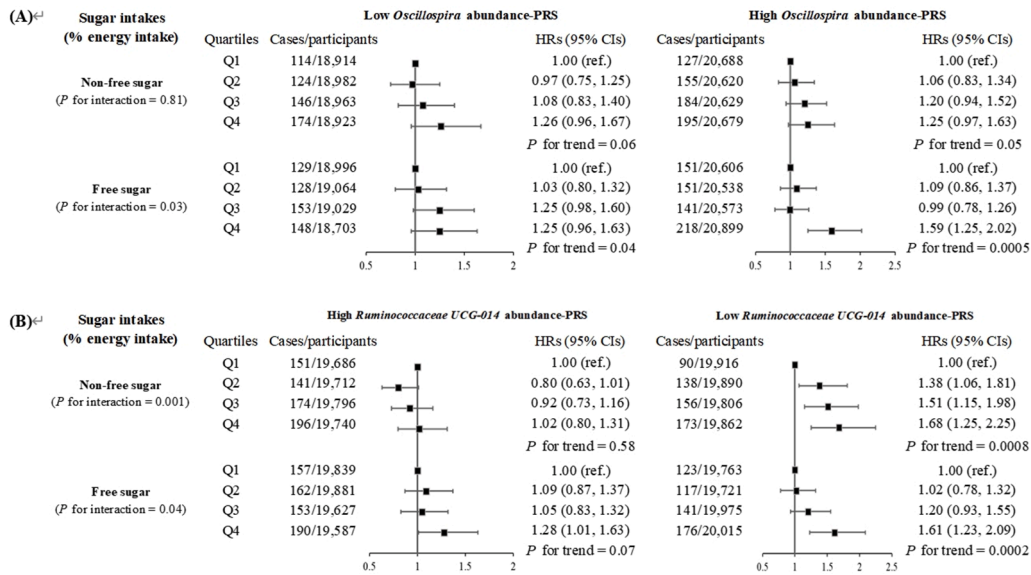 (A)↵
Sugar intakes
(% energy intake)
Low Oscillospira abundance-PRS High Oscillospira abundance-PRS
Quartiles Cases/participants HRs (95% CIs) Cases/participants HRs (95% CIs)
Non-free sugar
(P for interaction = 0.81)
Q1 114/18,914 1.00 (ref.) 127/20,688 1.00 (ref.)
Q2 124/18,982 0.97 (0.75, 1.25) 155/20,620 1.06 (0.83, 1.34)
Q3 146/18,963 1.08 (0.83, 1.40) 184/20,629 1.20 (0.94, 1.52)
Q4 174/18,923 1.26 (0.96, 1.67) 195/20,679 1.25 (0.97, 1.63)
P for trend = 0.06 P for trend = 0.05
Free sugar
(P for interaction = 0.03)
Q1 129/18,996 1.00 (ref.) 151/20,606 1.00 (ref.)
Q2 128/19,064 1.03 (0.80, 1.32) 151/20,538 1.09 (0.86, 1.37)
Q3 153/19,029 1.25 (0.98, 1.60) 141/20,573 0.99 (0.78, 1.26)
Q4 148/18,703 1.25 (0.96, 1.63) 218/20,899 1.59 (1.25, 2.02)
P for trend = 0.04 P for trend = 0.0005
0.5 1 1.5 2 0.5 1 1.5 2 2.5
(B)↵
Sugar intakes
(% energy intake)
High Ruminococcaceae UCG-014 abundance-PRS Low Ruminococcaceae UCG-014 abundance-PRS
Quartiles Cases/participants HRs (95% CIs) Cases/participants HRs (95% CIs)
Non-free sugar
(P for interaction = 0.001)
Q1 151/19,686 1.00 (ref.) 90/19,916 1.00 (ref.)
Q2 141/19,712 0.80 (0.63, 1.01) 138/19,890 1.38 (1.06, 1.81)
Q3 174/19,796 0.92 (0.73, 1.16) 156/19,806 1.51 (1.15, 1.98)
Q4 196/19,740 1.02 (0.80, 1.31) 173/19,862 1.68 (1.25, 2.25)
P for trend = 0.58 P for trend = 0.0008
Free sugar
(P for interaction = 0.04)
Q1 157/19,839 1.00 (ref.) 123/19,763 1.00 (ref.)
Q2 162/19,881 1.09 (0.87, 1.37) 117/19,721 1.02 (0.78, 1.32)
Q3 153/19,627 1.05 (0.83, 1.32) 141/19,975 1.20 (0.93, 1.55)
Q4 190/19,587 1.28 (1.01, 1.63) 176/20,015 1.61 (1.23, 2.09)
P for trend = 0.07 P for trend = 0.0002
0.5 1 1.5 2 0.5 1 1.5 2 2.5